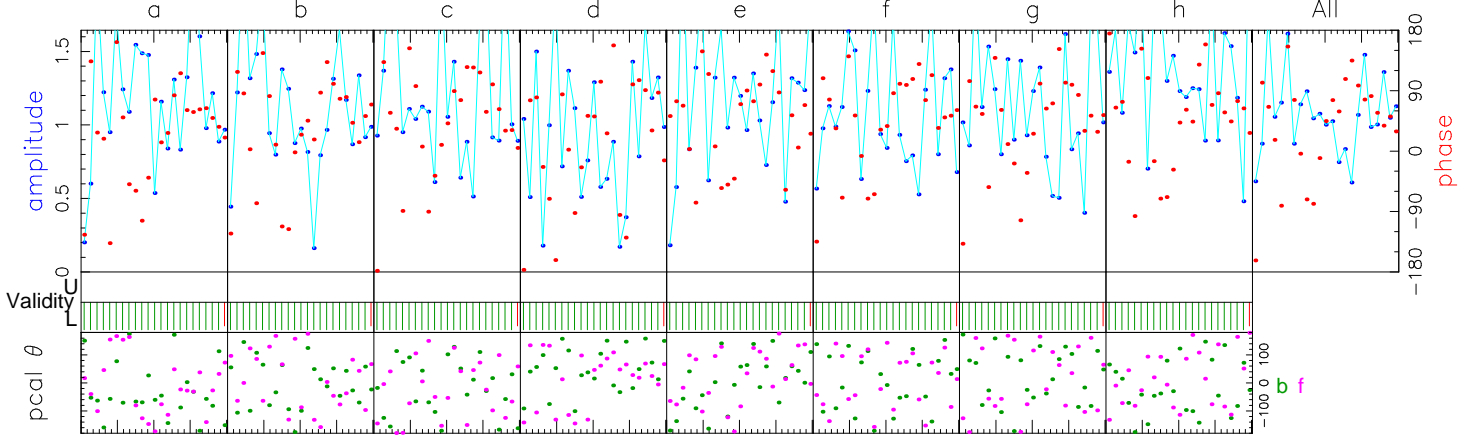 a b c d e f g h All
amplitude
0 0.5 1 1.5
180 90 0 −90 −180
phase
Validity
U
L
pcal θ
100 0 −100
b f